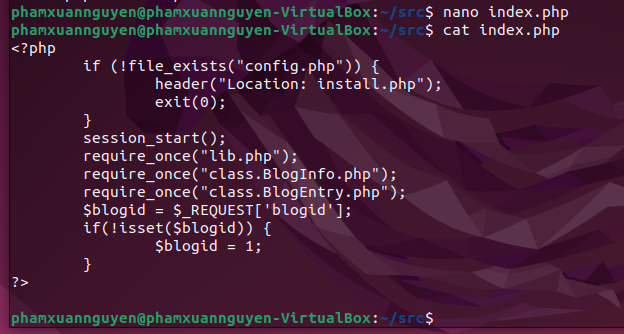 phamxuannguyen@phamxuannguyen-VirtualBox:~/src$ nano index.php
phamxuannguyen@phamxuannguyen-VirtualBox:~/src$ cat index.php
<?php
        if (!file_exists("config.php")) {
                header("Location: install.php");
                exit(0);
        }
        session_start();
        require_once("lib.php");
        require_once("class.BlogInfo.php");
        require_once("class.BlogEntry.php");
        $blogid = $_REQUEST['blogid'];
        if(!isset($blogid)) {
                $blogid = 1;
        }
?>
phamxuannguyen@phamxuannguyen-VirtualBox:~/src$